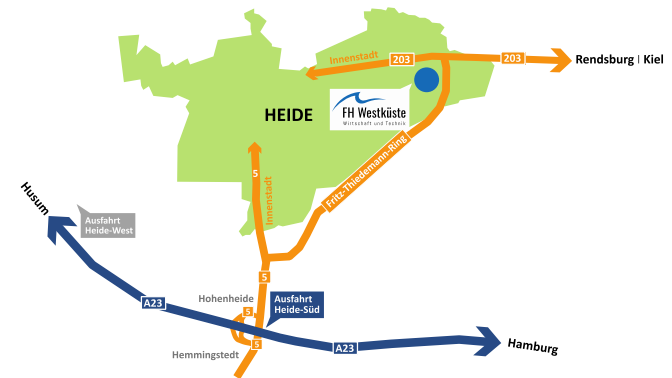 Innenstadt
203
203
Rendsburg | Kiel
HEIDE
FH Westküste
Wirtschaft und Technik
Fritz-Thiedemann-Ring
5
Innenstadt
Husum
Ausfahrt
Heide-West
5
A23
Hohenheide
5
Ausfahrt
Heide-Süd
5
A23
Hamburg
Hemmingstedt